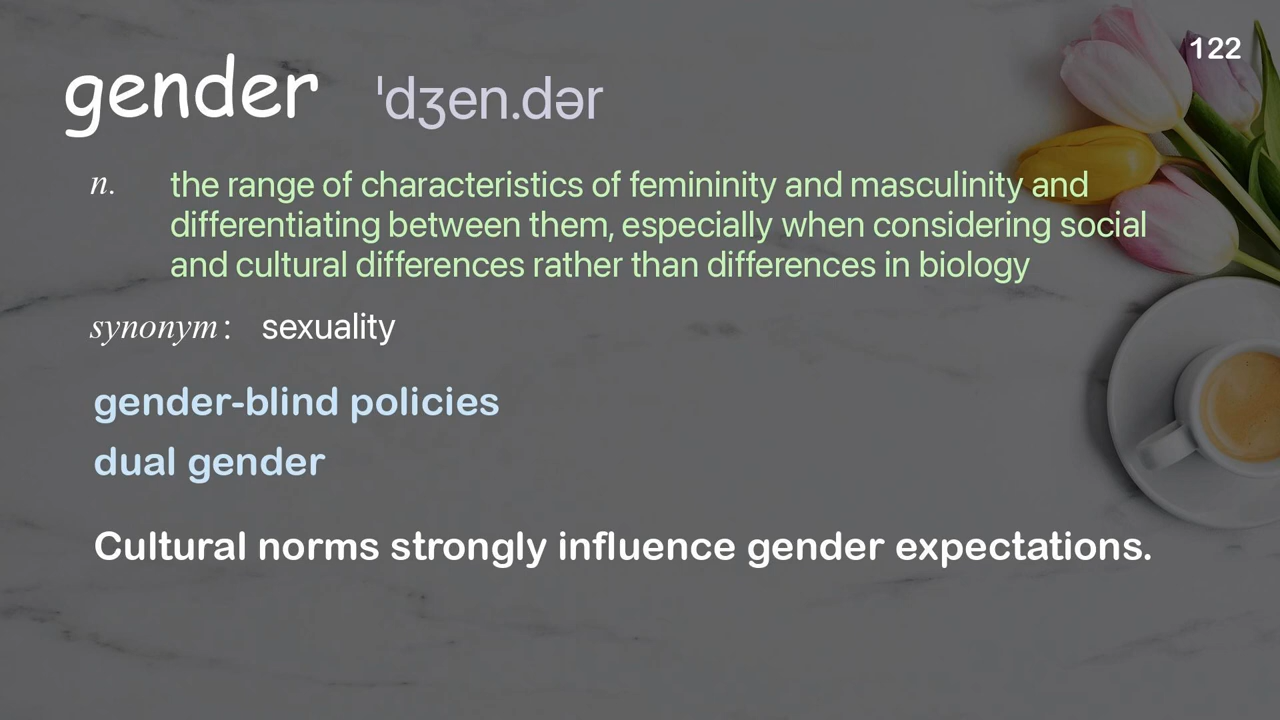 122
gender ˈdʒen.dər
n. the range of characteristics of femininity and masculinity and
differentiating between them, especially when considering social
and cultural differences rather than differences in biology
synonym: sexuality
gender-blind policies
dual gender
Cultural norms strongly influence gender expectations.